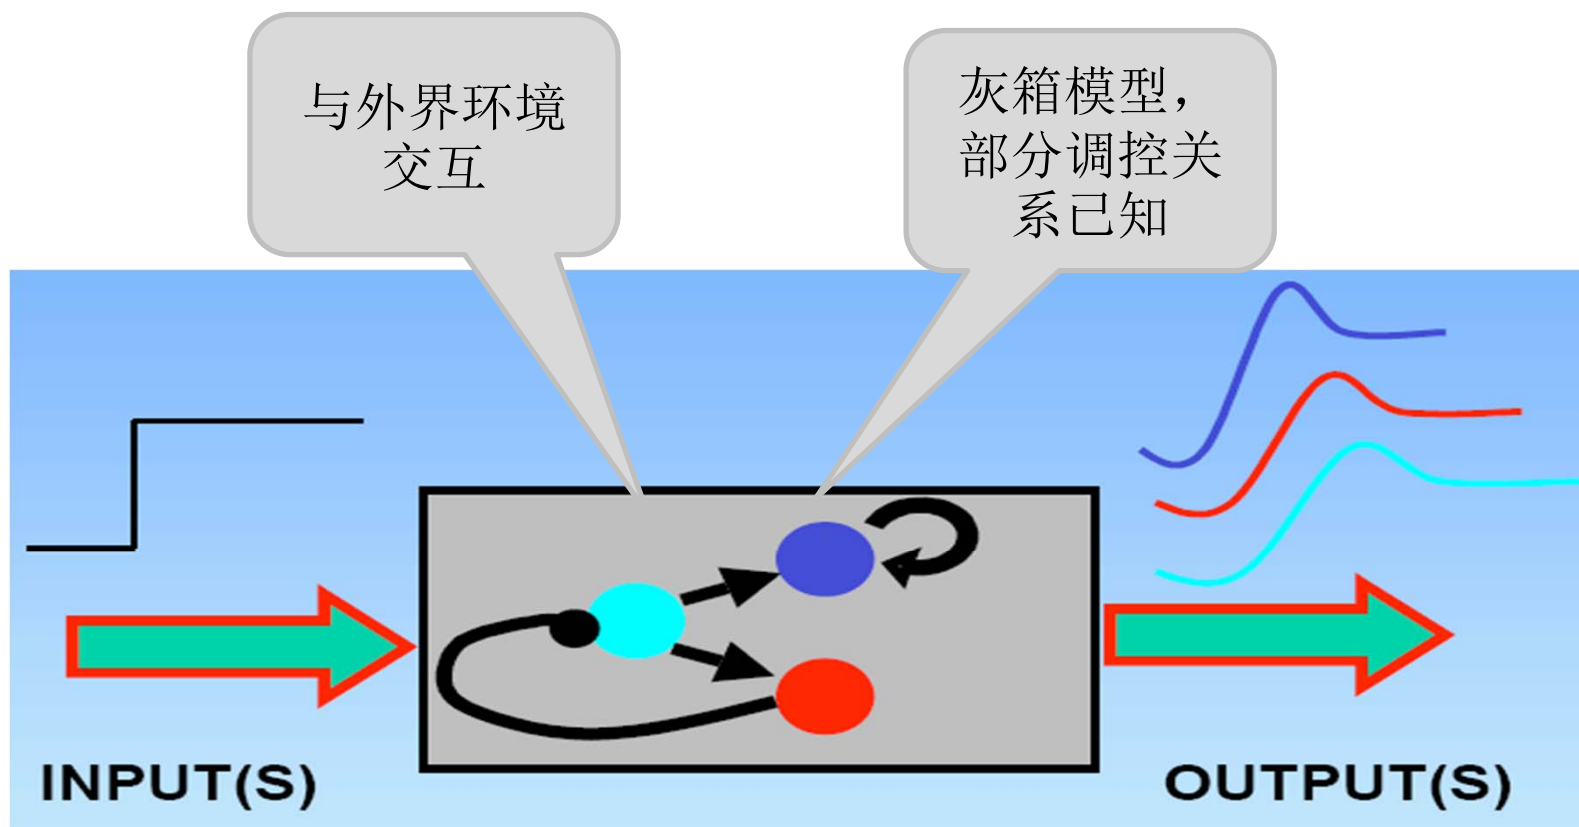 与外界环境
交互
灰箱模型，
部分调控关
系已知
INPUT(S)
OUTPUT(S)